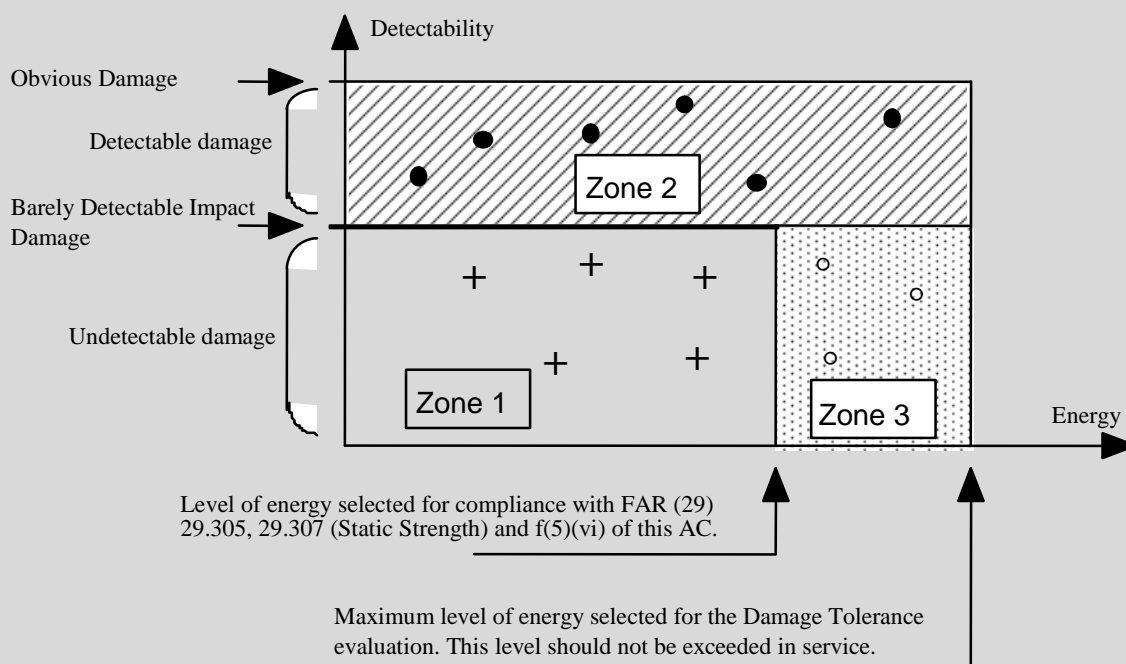 Detectability
Obvious Damage
Detectable damage
Zone 2
Barely Detectable Impact
Damage
Undetectable damage
Zone 1
Zone 3
Energy
Level of energy selected for compliance with FAR (29)
29.305, 29.307 (Static Strength) and f(5)(vi) of this AC.
Maximum level of energy selected for the Damage Tolerance
evaluation. This level should not be exceeded in service.